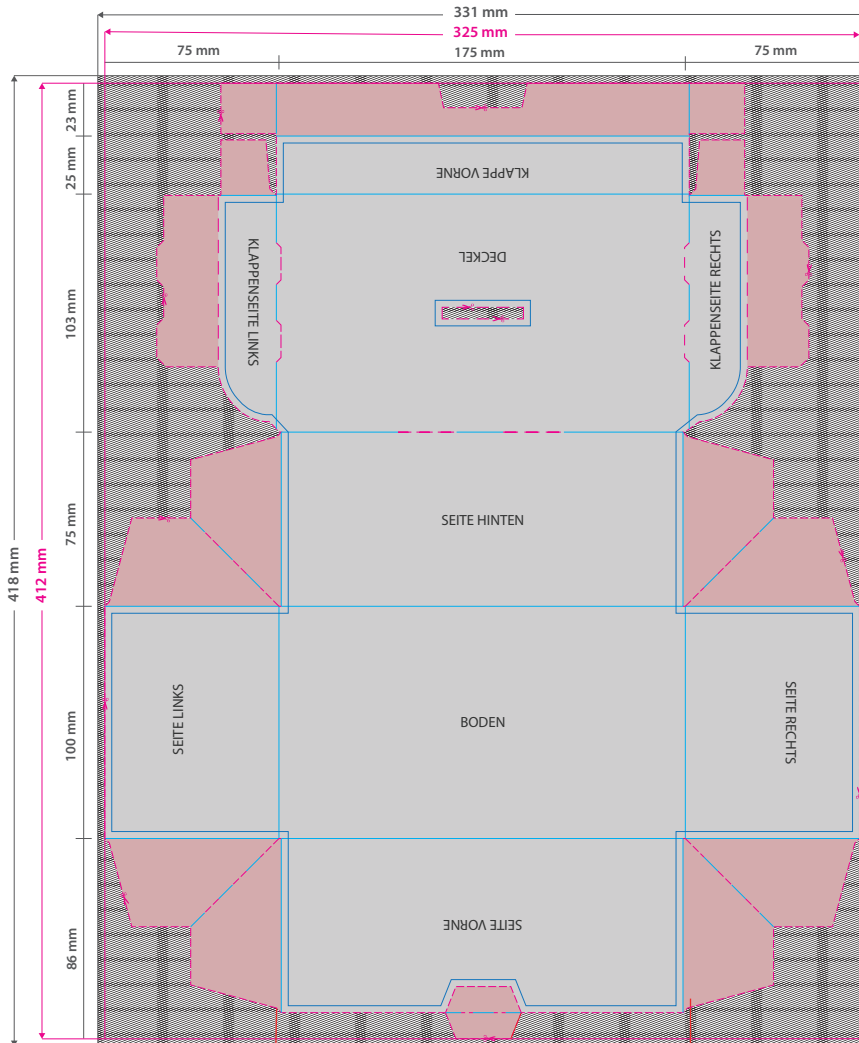 331 mm
325 mm
75 mm
175 mm
75 mm
23 mm
25 mm
103 mm
75 mm
100 mm
86 mm
418 mm
412 mm
KLAPPE VORNE
KLAPPENSEITE LINKS
DECKEL
KLAPPENSEITE RECHTS
SEITE HINTEN
SEITE LINKS
BODEN
SEITE RECHTS
SEITE VORNE